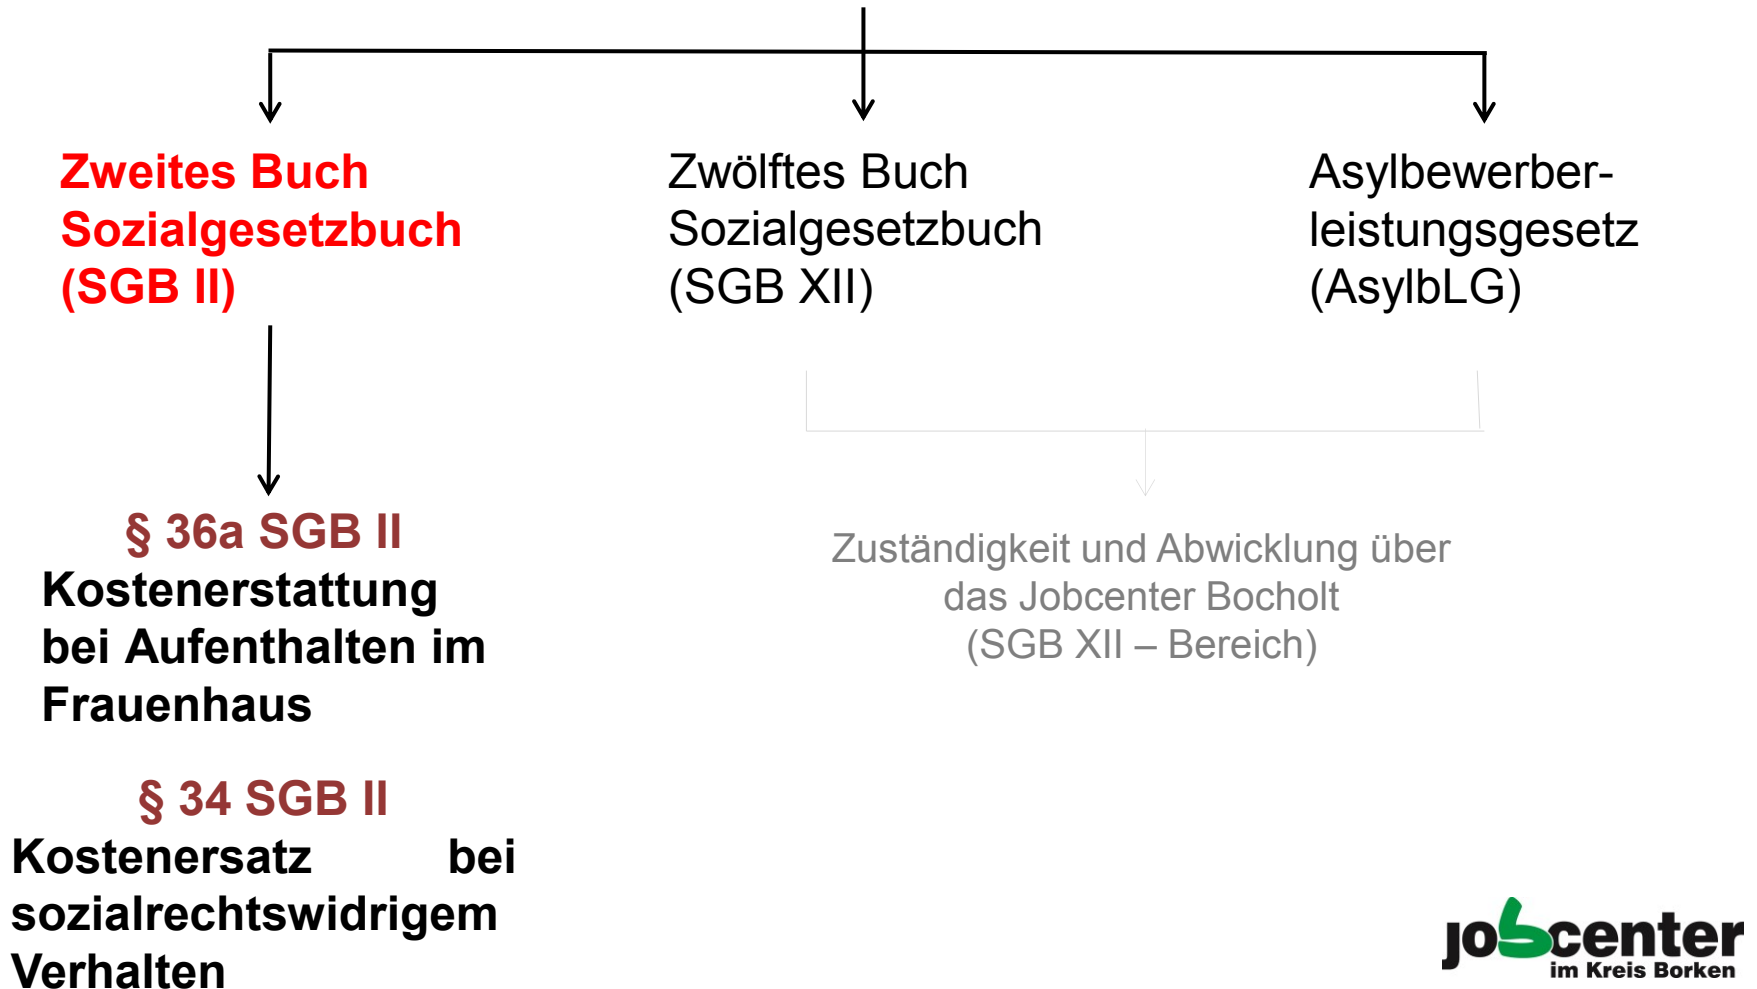 Zweites Buch
Sozialgesetzbuch
(SGB II)
Zwölftes Buch
Sozialgesetzbuch
(SGB XII)
Asylbewerber-
leistungsgesetz
(AsylbLG)
§ 36a SGB II
Kostenerstattung
bei Aufenthalten im
Frauenhaus
§ 34 SGB II
Kostenersatz bei
sozialrechtswidrigem
Verhalten
Zuständigkeit und Abwicklung über
das Jobcenter Bocholt
(SGB XII – Bereich)
jobcenter
im Kreis Borken